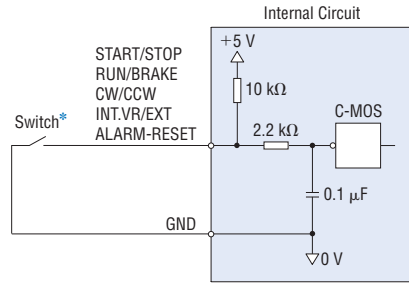 Internal Circuit
+5 V
START/STOP
RUN/BRAKE
CW/CCW
INT.VR/EXT
ALARM-RESET
10 kΩ
C-MOS
Switch*
2.2 kΩ
0.1 μF
GND
0 V